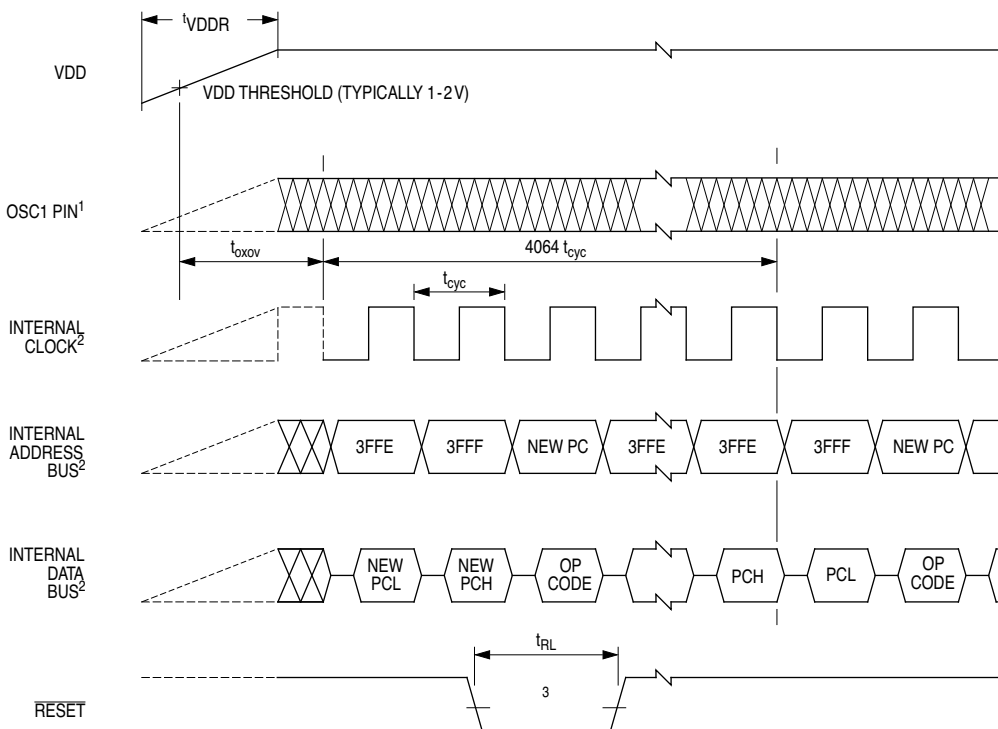 tVDDR
VDD
VDD THRESHOLD (TYPICALLY 1-2V)
OSC1 PIN1
toxov
4064 tcyc
tcyc
INTERNAL
CLOCK2
INTERNAL
ADDRESS
BUS2
3FFE
3FFF
NEW PC
3FFE
3FFE
3FFF
NEW PC
INTERNAL
DATA
BUS2
NEW
PCL
NEW
PCH
OP
CODE
PCH
PCL
OP
CODE
tRL
3
RESET